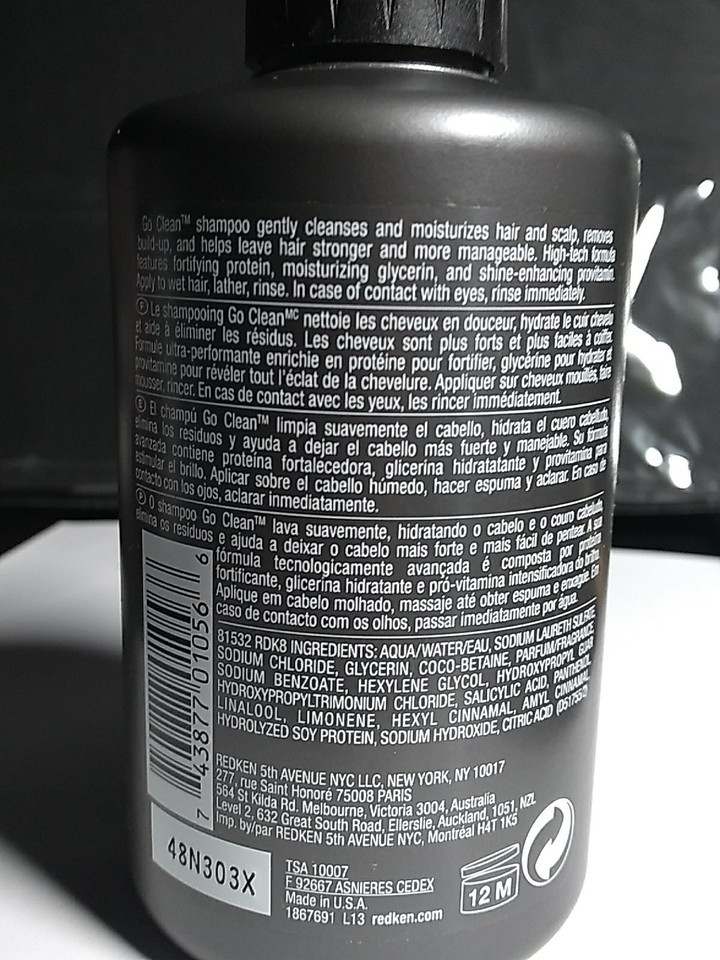 Go Clean™ shampoo gently cleanses and moisturizes hair and scalp, removes
build-up, and helps leave hair stronger and more manageable. High-tech formula
features fortifying protein, moisturizing glycerin, and shine-enhancing provitamin.
Apply to wet hair, lather, rinse. In case of contact with eyes, rinse immediately.
F Le shampooing Go Clean MC nettoie les cheveux en douceur, hydrate le cuir chevelu
et aide à éliminer les résidus. Les cheveux sont plus forts et plus faciles à coiffer.
Formule ultra-performante enrichie en protéine pour fortifier, glycérine pour hydrater et
provitamine pour révéler tout l'éclat de la chevelure. Appliquer sur cheveux mouillés, faire
mousser, rincer. En cas de contact avec les yeux, les rincer immédiatement.
E El champú Go Clean™ limpia suavemente el cabello, hidrata el cuero cabelludo,
elimina los residuos y ayuda a dejar el cabello más fuerte y manejable. Su fórmula
avanzada contiene proteína fortalecedora, glicerina hidratatante y provitamina para
estimular el brillo. Aplicar sobre el cabello húmedo, hacer espuma y aclarar. En caso de
contacto con los ojos, aclarar inmediatamente.
P O shampoo Go Clean™ lava suavemente, hidratando o cabelo e o couro cabeludo,
elimina os resíduos e ajuda a deixar o cabelo mais forte e mais fácil de pentear. A sua
fórmula tecnologicamente avançada é composta por proteína
fortificante, glicerina hidratante e pró-vitamina intensificadora do brilho.
Aplique em cabelo molhado, massaje até obter espuma e enxagúe. Em
caso de contacto com os olhos, passar imediatamente por água.
81532 RDK8 INGREDIENTS: AQUA/WATER/EAU, SODIUM LAURETH SULFATE,
SODIUM CHLORIDE, GLYCERIN, COCO-BETAINE, PARFUM/FRAGRANCE,
SODIUM BENZOATE, HEXYLENE GLYCOL, HYDROXYPROPYL GUAR
HYDROXYPROPYLTRIMONIUM CHLORIDE, SALICYLIC ACID, PANTHENOL,
LINALOOL, LIMONENE, HEXYL CINNAMAL, AMYL CINNAMAL,
HYDROLYZED SOY PROTEIN, SODIUM HYDROXIDE, CITRIC ACID
7 43877 01056 6
REDKEN 5th AVENUE NYC LLC, NEW YORK, NY 10017
277, rue Saint Honoré 75008 PARIS
564 St Kilda Rd. Melbourne, Victoria 3004, Australia
Level 2, 632 Great South Road, Ellerslie, Auckland, 1051, NZL
Imp. by/par REDKEN 5th AVENUE NYC, Montréal H4T 1K5
48N303X
TSA 10007
F 92667 ASNIERES CEDEX
Made in U.S.A.
1867691 L13 redken.com
12 M